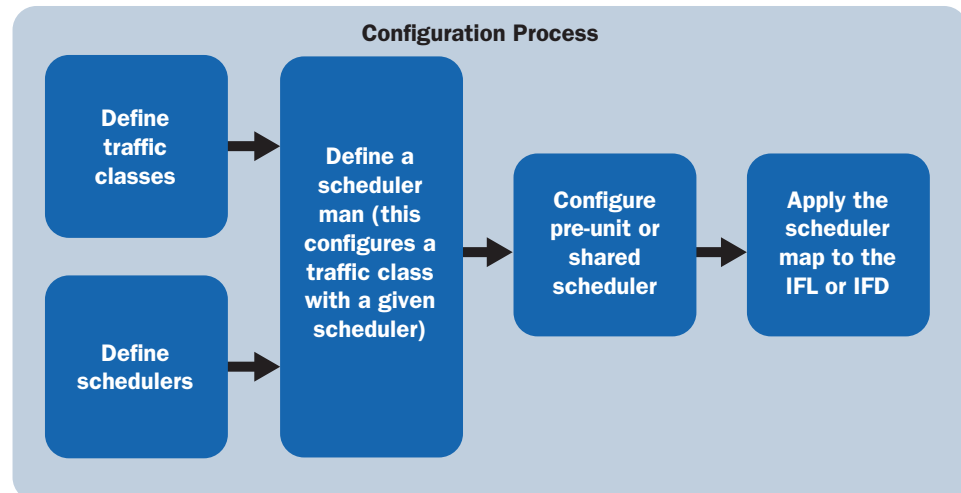 Configuration Process
Define
traffic
classes
Define
schedulers
Define a
scheduler
man (this
configures a
traffic class
with a given
scheduler)
Configure
pre-unit or
shared
scheduler
Apply the
scheduler
map to the
IFL or IFD